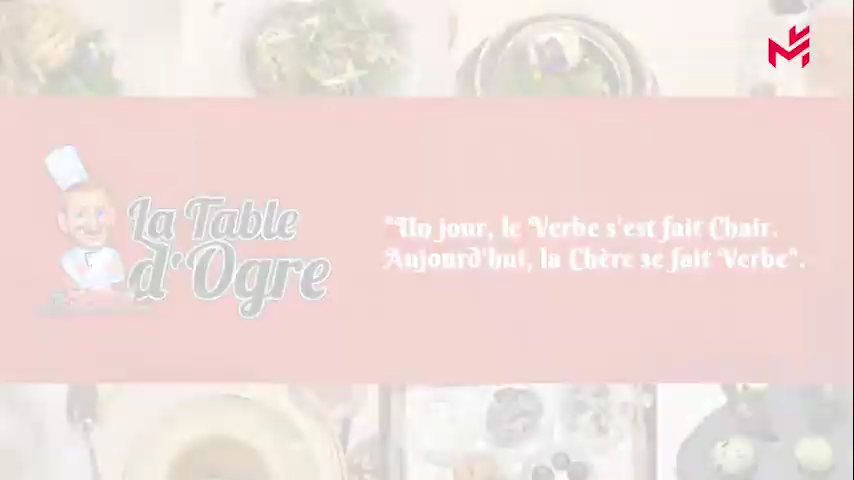 La Table
d'Ogre
"Un jour, le Verbe s'est fait Chair.
Aujourd'hui, la Chère se fait Verbe".